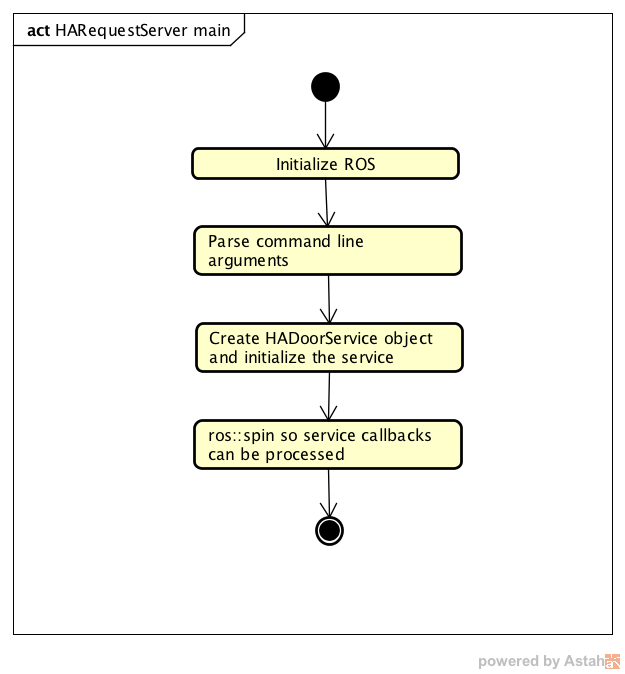 act HARequestServer main
Initialize ROS
Parse command line
arguments
Create HADoorService object
and initialize the service
ros::spin so service callbacks
can be processed
powered by Astah